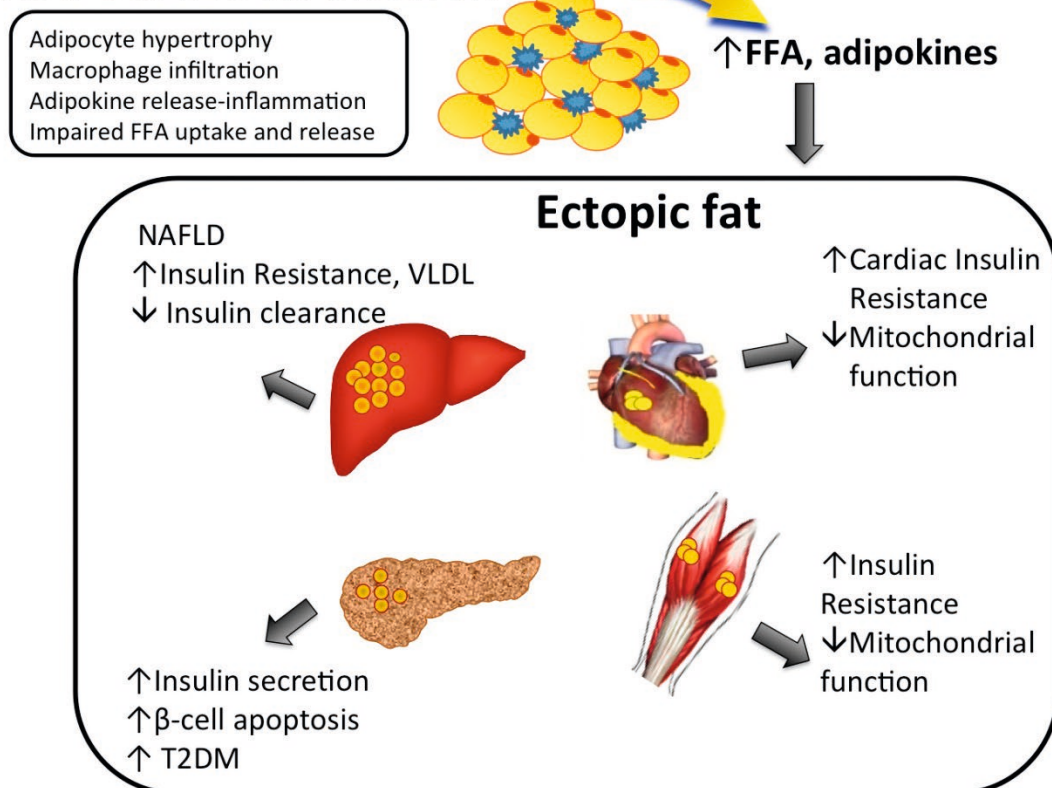 Adipocyte hypertrophy
Macrophage infiltration
Adipokine release-inflammation
Impaired FFA uptake and release
↑FFA, adipokines
Ectopic fat
NAFLD
↑Insulin Resistance, VLDL
↓ Insulin clearance
↑Cardiac Insulin
Resistance
↓Mitochondrial
function
↑Insulin secretion
↑β-cell apoptosis
↑ T2DM
↑Insulin
Resistance
↓Mitochondrial
function